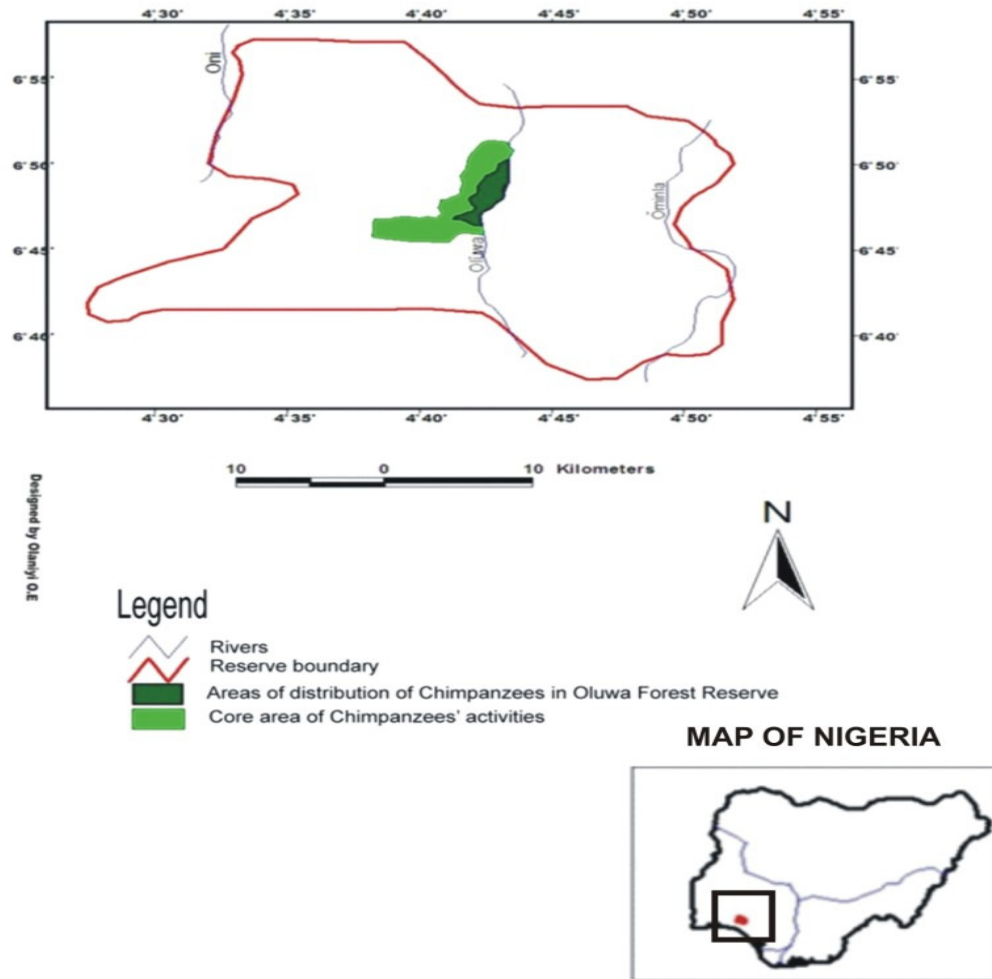 4°30' 4°35' 4°40' 4°45' 4°50' 4°55'
Oni
6°55' 6°55'
6°50' 6°50'
Ominla
6°45' 6°45'
Oluwa
6°40' 6°40'
4°30' 4°35' 4°40' 4°45' 4°50' 4°55'
10 0 10 Kilometers
Designed by Olaniyi O.E
N
Legend
Rivers
Reserve boundary
Areas of distribution of Chimpanzees in Oluwa Forest Reserve
Core area of Chimpanzees' activities
MAP OF NIGERIA